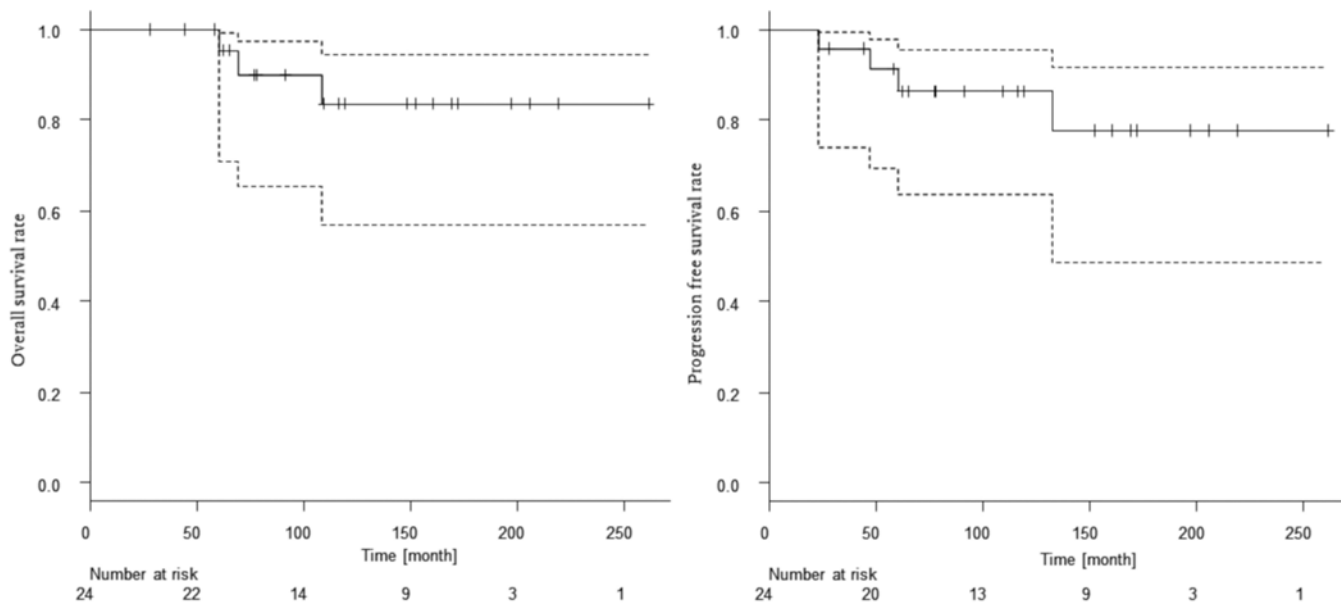 Overall survival rate
1.0
0.8
0.6
0.4
0.2
0.0
0 50 100 150 200 250
Time [month]
Number at risk
24 22 14 9 3 1
Progression free survival rate
1.0
0.8
0.6
0.4
0.2
0.0
0 50 100 150 200 250
Time [month]
Number at risk
24 20 13 9 3 1